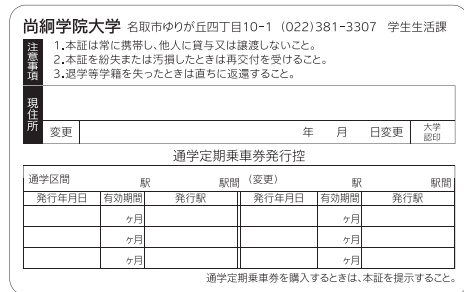 尚絅学院大学 名取市ゆりが丘四丁目10-1 (022)381-3307 学生生活課
注意事項
1.本証は常に携帯し、他人に貸与又は譲渡しないこと。
2.本証を紛失または汚損したときは再交付を受けること。
3.退学等学籍を失ったときは直ちに返還すること。
現住所
変更 年 月 日変更 大学認印
通学定期乗車券発行控
通学区間 駅 駅間 (変更) 駅 駅間
発行年月日 有効期間 発行駅 発行年月日 有効期間 発行駅
ヶ月 ヶ月
ヶ月 ヶ月
ヶ月 ヶ月
通学定期乗車券を購入するときは、本証を提示すること。